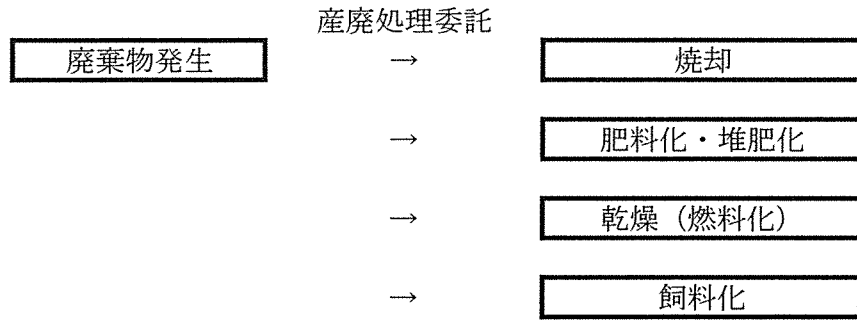 産廃処理委託
廃棄物発生 → 焼却
→ 肥料化・堆肥化
→ 乾燥（燃料化）
→ 飼料化